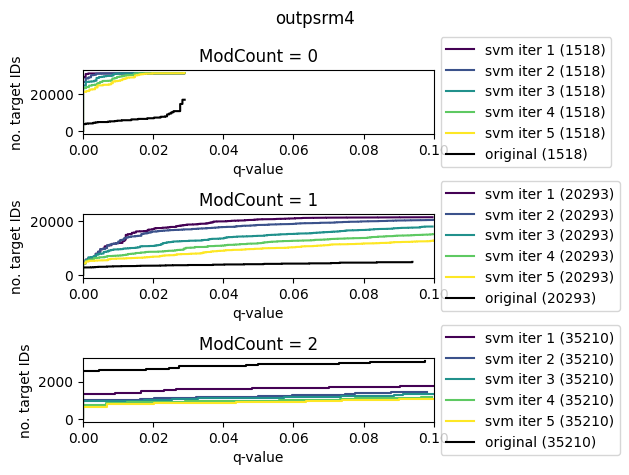 outpsrm4
ModCount = 0
no. target IDs
20000
0
0.00 0.02 0.04 0.06 0.08 0.10
q-value
svm iter 1 (1518)
svm iter 2 (1518)
svm iter 3 (1518)
svm iter 4 (1518)
svm iter 5 (1518)
original (1518)
ModCount = 1
no. target IDs
20000
0
0.00 0.02 0.04 0.06 0.08 0.10
q-value
svm iter 1 (20293)
svm iter 2 (20293)
svm iter 3 (20293)
svm iter 4 (20293)
svm iter 5 (20293)
original (20293)
ModCount = 2
no. target IDs
2000
0
0.00 0.02 0.04 0.06 0.08 0.10
q-value
svm iter 1 (35210)
svm iter 2 (35210)
svm iter 3 (35210)
svm iter 4 (35210)
svm iter 5 (35210)
original (35210)